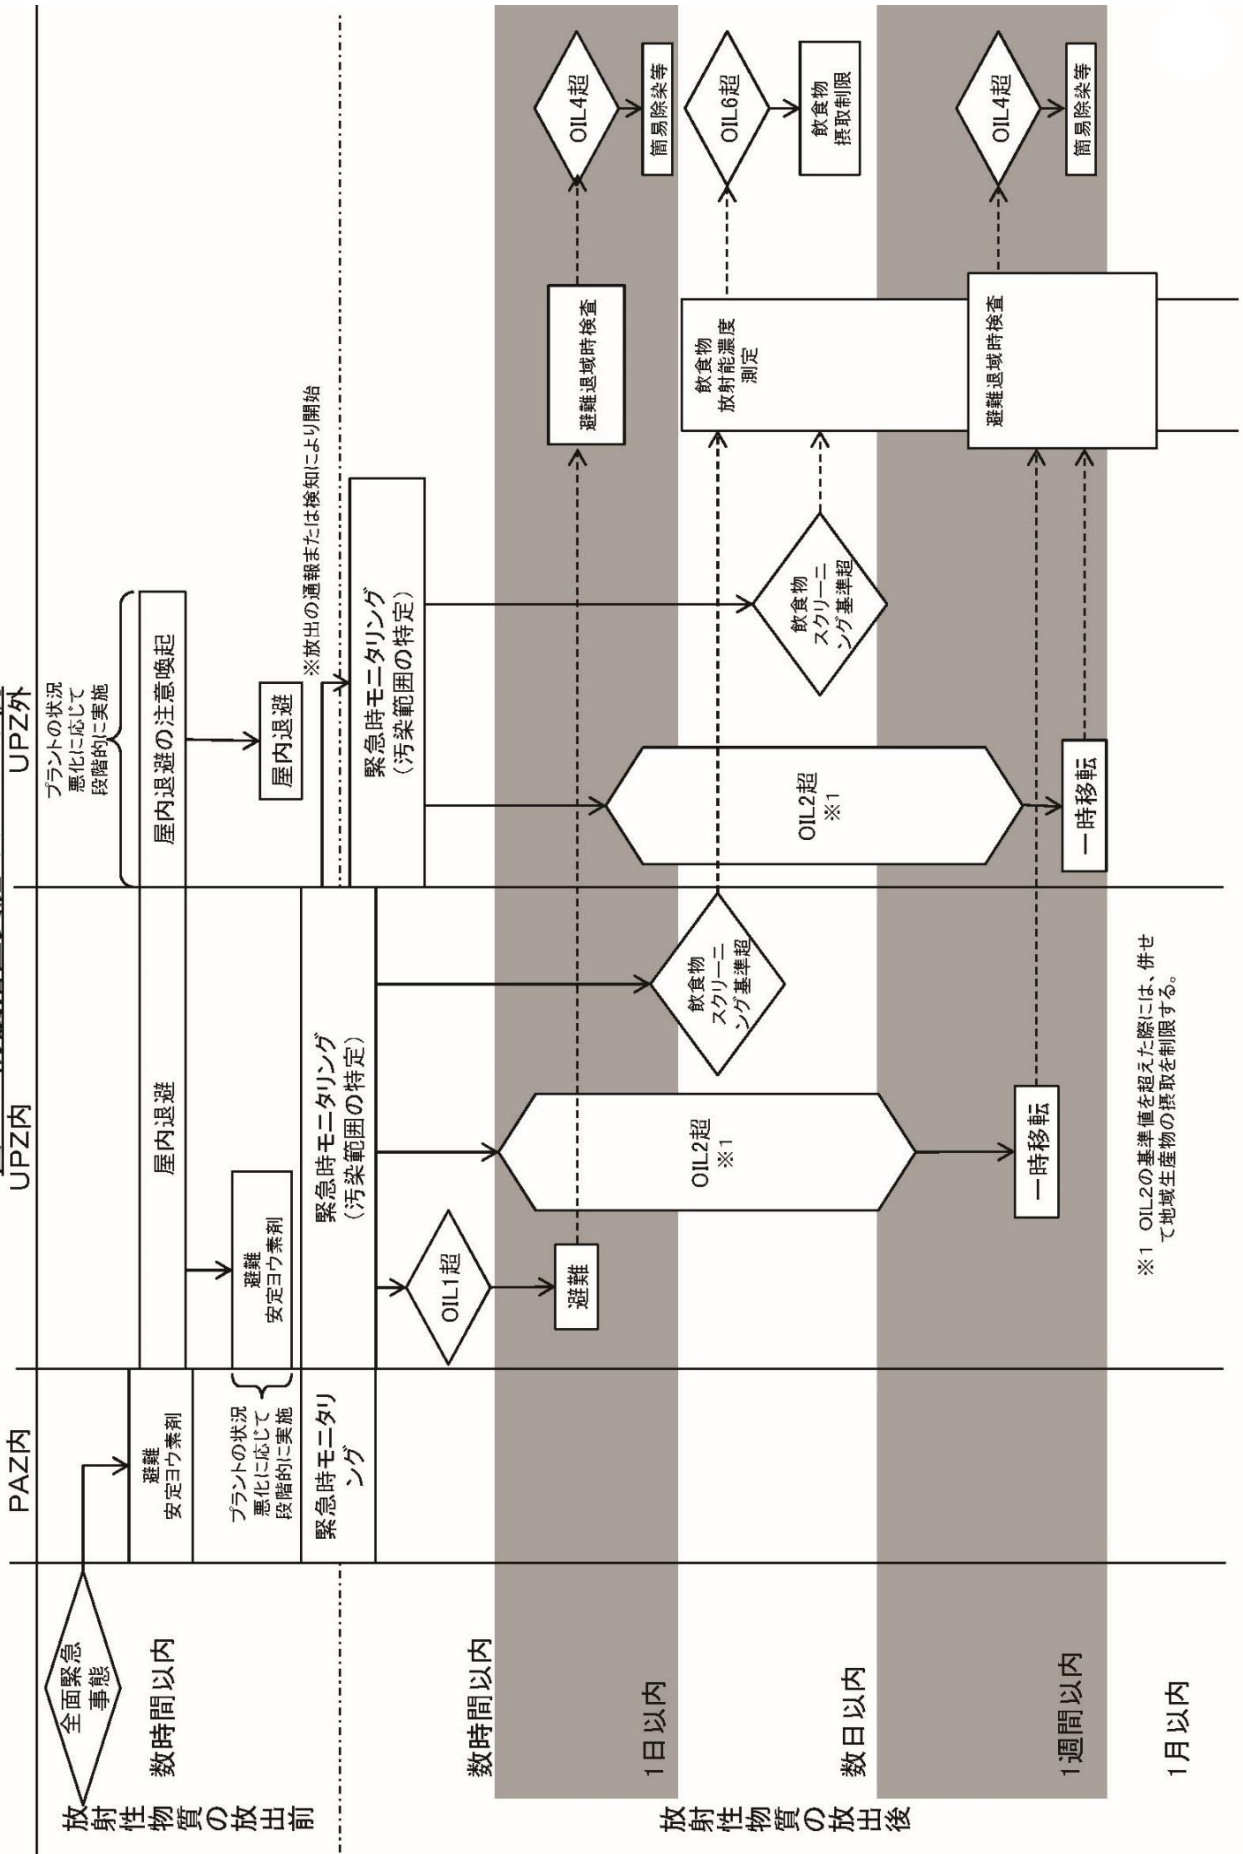 PAZ内
UPZ内
UPZ外
全面緊急
事態
放射性物質の放出前
数時間以内
避難
安定ヨウ素剤
屋内退避
プラントの状況
悪化に応じて
段階的に実施
屋内退避の注意喚起
プラントの状況
悪化に応じて
段階的に実施
避難
安定ヨウ素剤
屋内退避
※放出の通報または検知により開始
緊急時モニタリ
ング
緊急時モニタリング
(汚染範囲の特定)
緊急時モニタリング
(汚染範囲の特定)
放射性物質の放出後
数時間以内
OIL1超
1日以内
避難
避難退域時検査
OIL4超
簡易除染等
数日以内
OIL2超
※1
飲食物
スクリーニ
ング基準超
OIL2超
※1
飲食物
スクリーニ
ング基準超
飲食物
放射能濃度
測定
OIL6超
飲食物
摂取制限
1週間以内
一時移転
一時移転
避難退域時検査
OIL4超
簡易除染等
1月以内
※1 OIL2の基準値を超えた際には、併せ
て地域生産物の摂取を制限する。